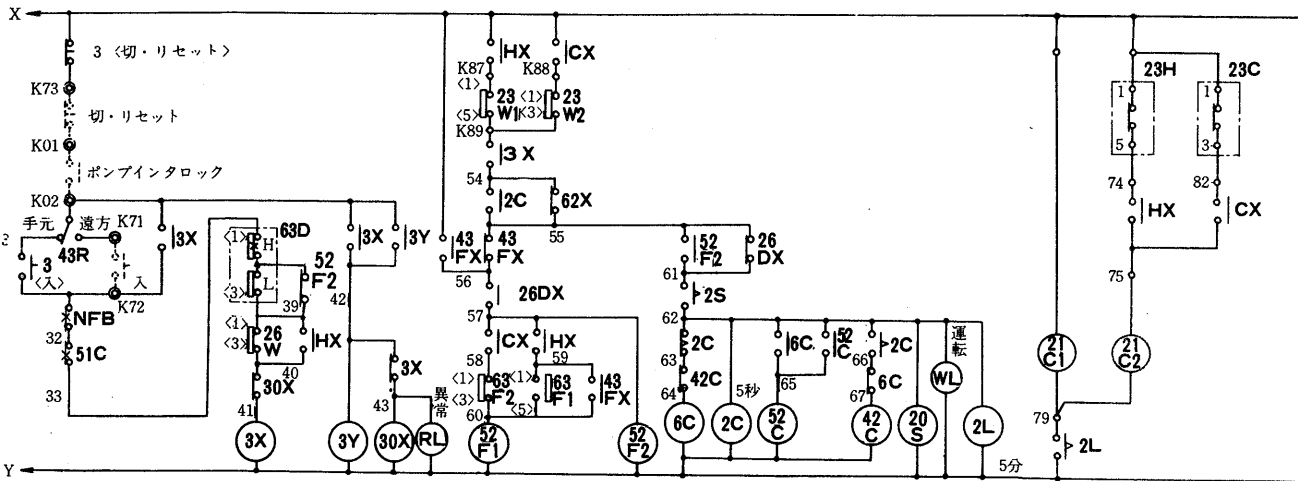 X
3 〈切・リセット〉
K73
切・リセット
K01
ポンプインタロック
K02
手元 遠方 K71
43R
3
〈入〉
入
K72
3X
NFB
32
51C
33
63D
〈1〉 H
L
〈3〉
52
F2
39
〈1〉 26
〈3〉 W
HX
40
30X
41
3X
3X
3Y
42
3X
43
異常
3Y
30X
RL
HX
K87
〈1〉
23
W1
〈5〉
K89
CX
K88
〈1〉 23
K3〉 W2
3X
54
2C
62X
55
43
FX
43
FX
56
26DX
57
CX
HX
58
59
〈1〉 63
〈3〉 F2
〈1〉 63
F1
〈5〉
43
FX
60
52
F1
52
F2
52
F2
26
DX
61
2S
62
2C
63
42C
64
6C
5秒
2C
6C
52
C
65
52
C
2C
66
6C
67
42
C
20
S
運転
WL
2L
5分
21
C1
23H
1
5
74
HX
23C
1
3
82
CX
75
21
C2
79
2L
Y